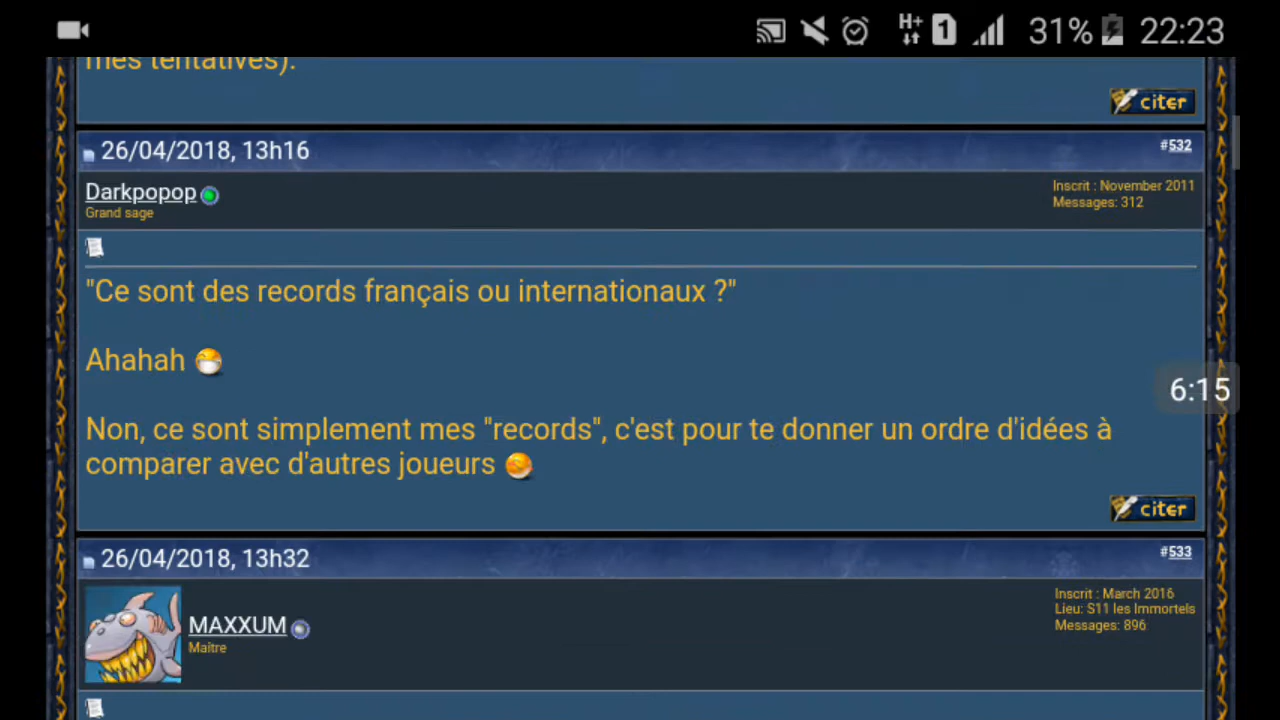 H+ 1 31% 22:23
mes tentatives).
citer
26/04/2018, 13h16 #532
Darkpopop
Grand sage
Inscrit : November 2011
Messages: 312
"Ce sont des records français ou internationaux ?"
Ahahah
6:15
Non, ce sont simplement mes "records", c'est pour te donner un ordre d'idées à
comparer avec d'autres joueurs
citer
26/04/2018, 13h32 #533
MAXXUM
Maître
Inscrit : March 2016
Lieu: S11 les Immortels
Messages: 896